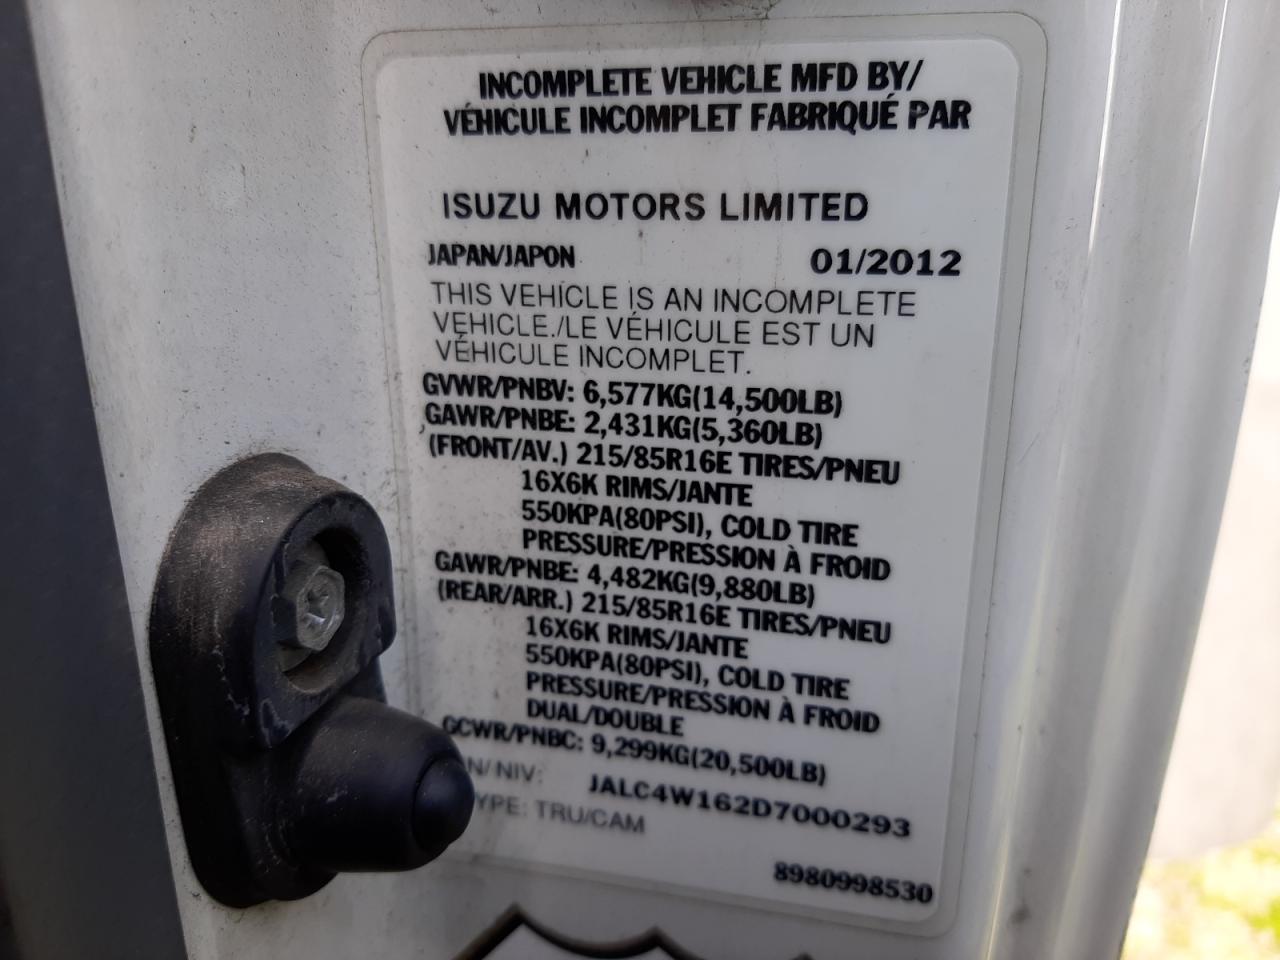 INCOMPLETE VEHICLE MFD BY/
VÉHICULE INCOMPLET FABRIQUÉ PAR
ISUZU MOTORS LIMITED
JAPAN/JAPON 01/2012
THIS VEHICLE IS AN INCOMPLETE
VEHICLE./LE VÉHICULE EST UN
VÉHICULE INCOMPLET.
GVWR/PNBV: 6,577KG(14,500LB)
GAWR/PNBE: 2,431KG(5,360LB)
(FRONT/AV.) 215/85R16E TIRES/PNEU
16X6K RIMS/JANTE
550KPA(80PSI), COLD TIRE
PRESSURE/PRESSION À FROID
GAWR/PNBE: 4,482KG(9,880LB)
(REAR/ARR.) 215/85R16E TIRES/PNEU
16X6K RIMS/JANTE
550KPA(80PSI), COLD TIRE
PRESSURE/PRESSION À FROID
DUAL/DOUBLE
GCWR/PNBC: 9,299KG(20,500LB)
NIV: JALC4W162D7000293
YPE: TRU/CAM
8980998530